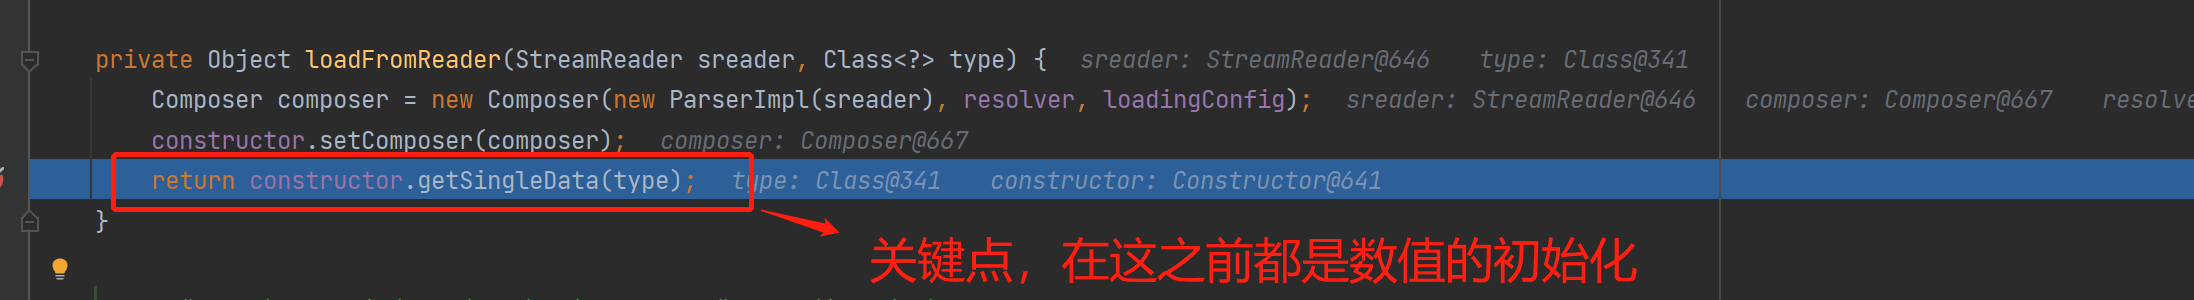 private Object loadFromReader(StreamReader sreader, Class<?> type) {   sreader: StreamReader@646   type: Class@341
Composer composer = new Composer(new ParserImpl(sreader), resolver, loadingConfig);   sreader: StreamReader@646   composer: Composer@667   resolve
constructor.setComposer(composer);   composer: Composer@667
return constructor.getSingleData(type);   type: Class@341   constructor: Constructor@641
}
关键点，在这之前都是数值的初始化